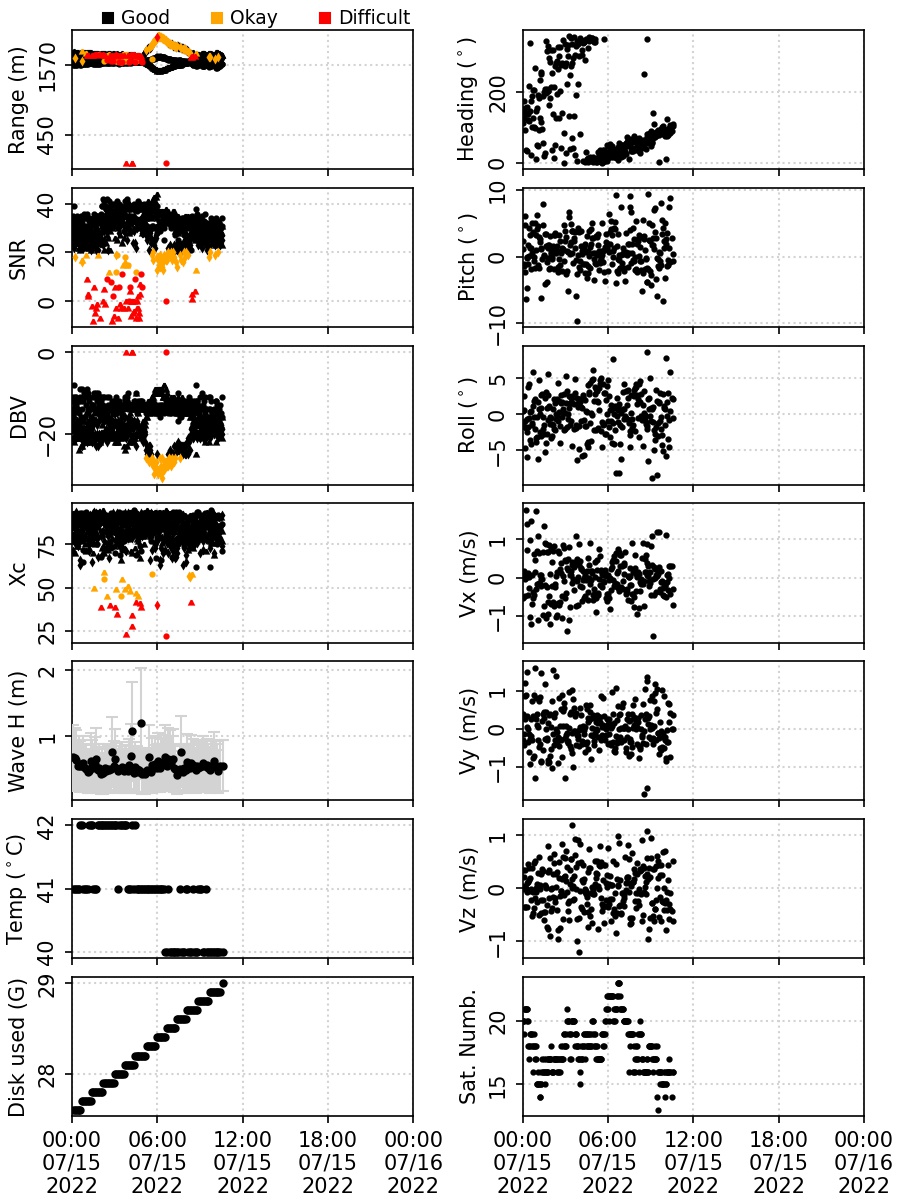 Good Okay Difficult
Range (m)
1570
450
Heading (°)
200
0
SNR
40
20
0
Pitch (°)
10
0
−10
DBV
0
−20
Roll (°)
5
0
−5
Xc
75
50
25
Vx (m/s)
1
0
−1
Wave H (m)
2
1
Vy (m/s)
1
0
−1
Temp (°C)
42
41
40
Vz (m/s)
1
0
−1
Disk used (G)
29
28
Sat. Numb.
20
15
00:00 06:00 12:00 18:00 00:00 00:00 06:00 12:00 18:00 00:00
07/15 07/15 07/15 07/15 07/16 07/15 07/15 07/15 07/15 07/16
2022 2022 2022 2022 2022 2022 2022 2022 2022 2022